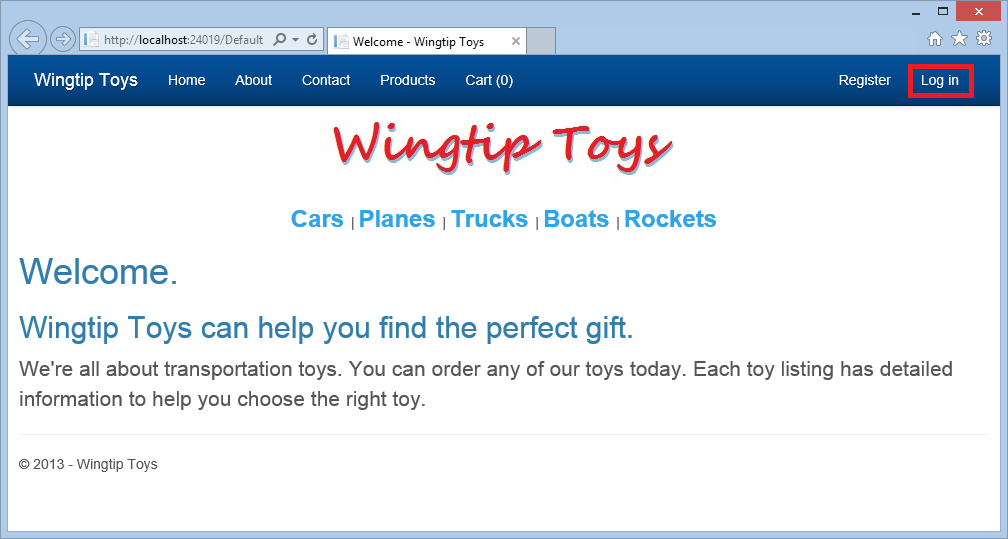 http://localhost:24019/Default
Welcome - Wingtip Toys
Wingtip Toys Home About Contact Products Cart (0) Register Log in
Wingtip Toys
Cars | Planes | Trucks | Boats | Rockets
Welcome.
Wingtip Toys can help you find the perfect gift.
We're all about transportation toys. You can order any of our toys today. Each toy listing has detailed
information to help you choose the right toy.
© 2013 - Wingtip Toys